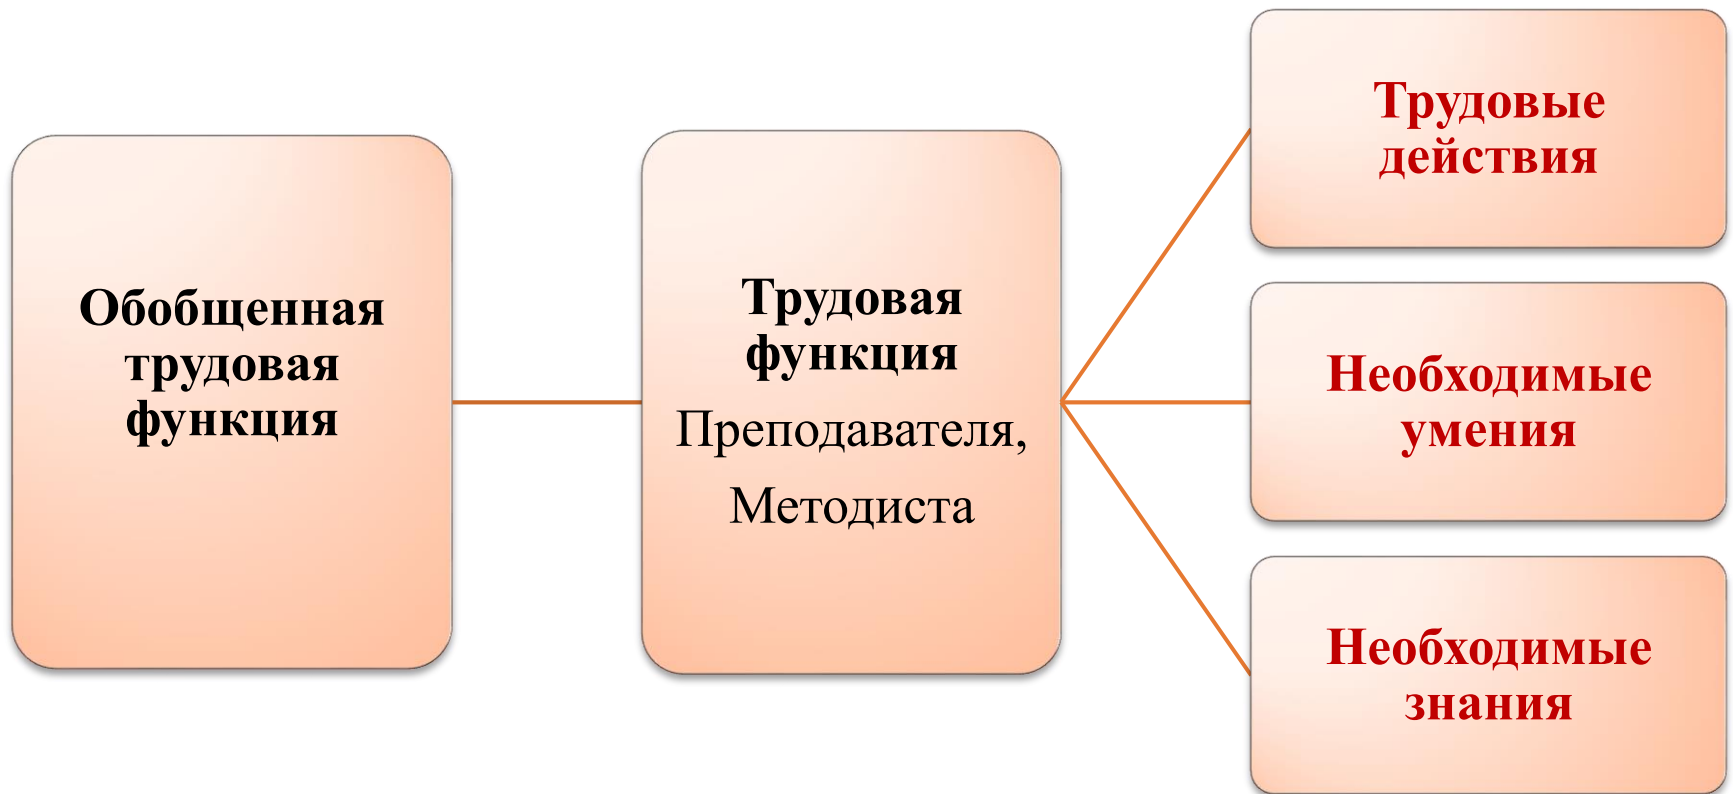 Обобщенная
трудовая
функция
Трудовая
функция
Преподавателя,
Методиста
Трудовые
действия
Необходимые
умения
Необходимые
знания